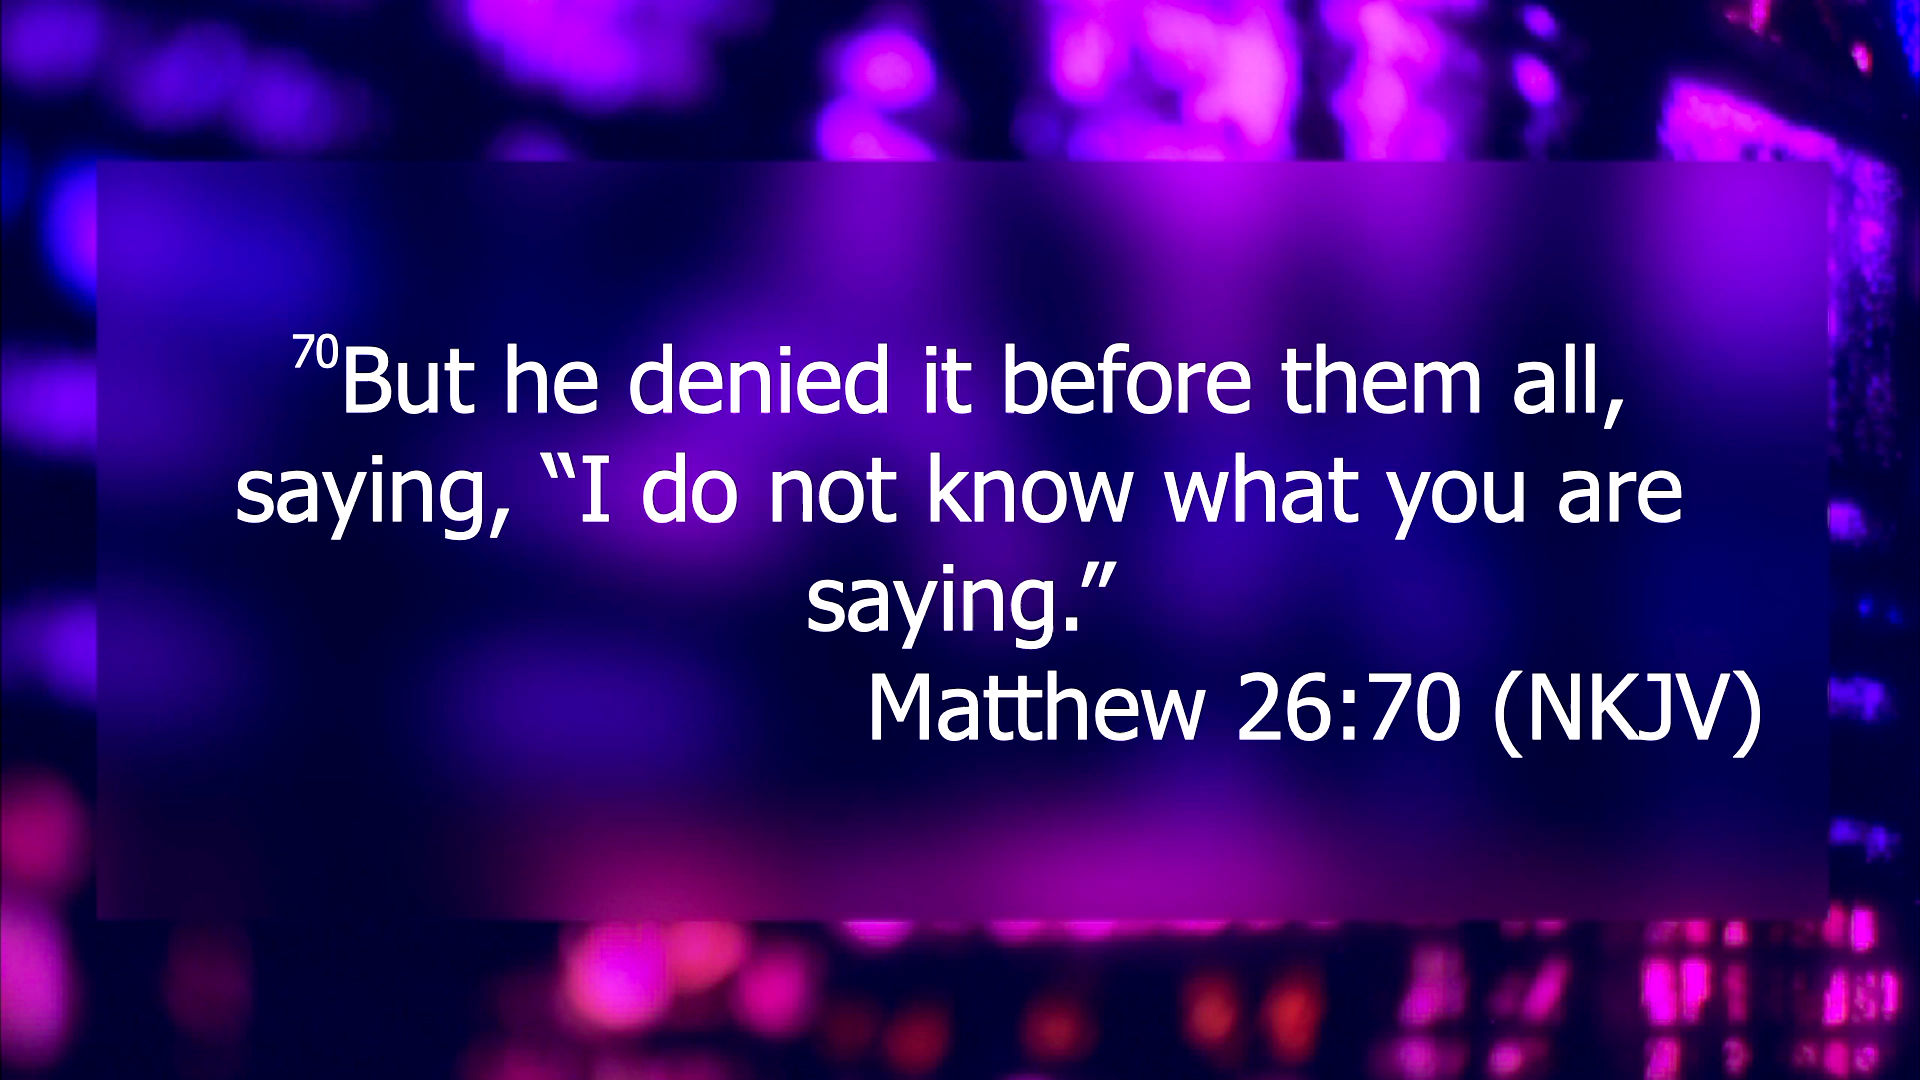 70But he denied it before them all,
saying, “I do not know what you are
saying.”
Matthew 26:70 (NKJV)